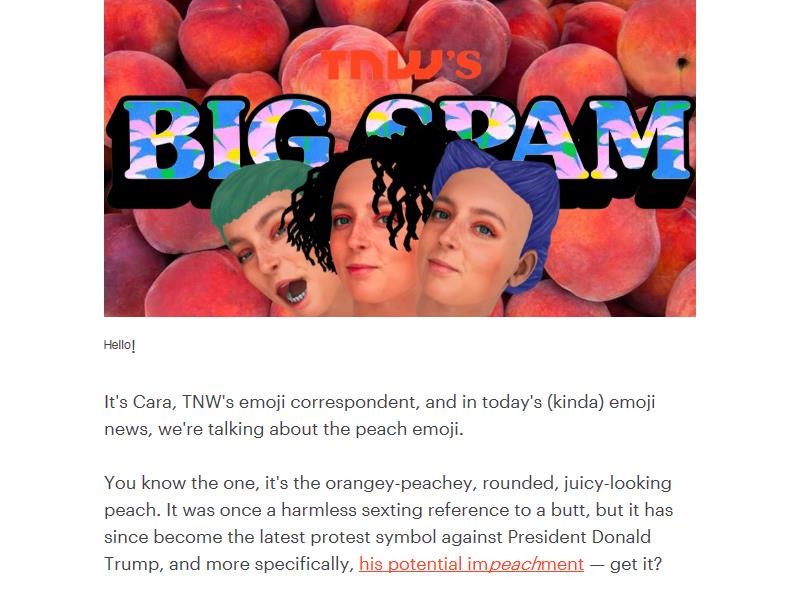 TNW'S
BIG SPAM
Hello!
It's Cara, TNW's emoji correspondent, and in today's (kinda) emoji
news, we're talking about the peach emoji.
You know the one, it's the orangey-peachey, rounded, juicy-looking
peach. It was once a harmless sexting reference to a butt, but it has
since become the latest protest symbol against President Donald
Trump, and more specifically, his potential impeachment — get it?